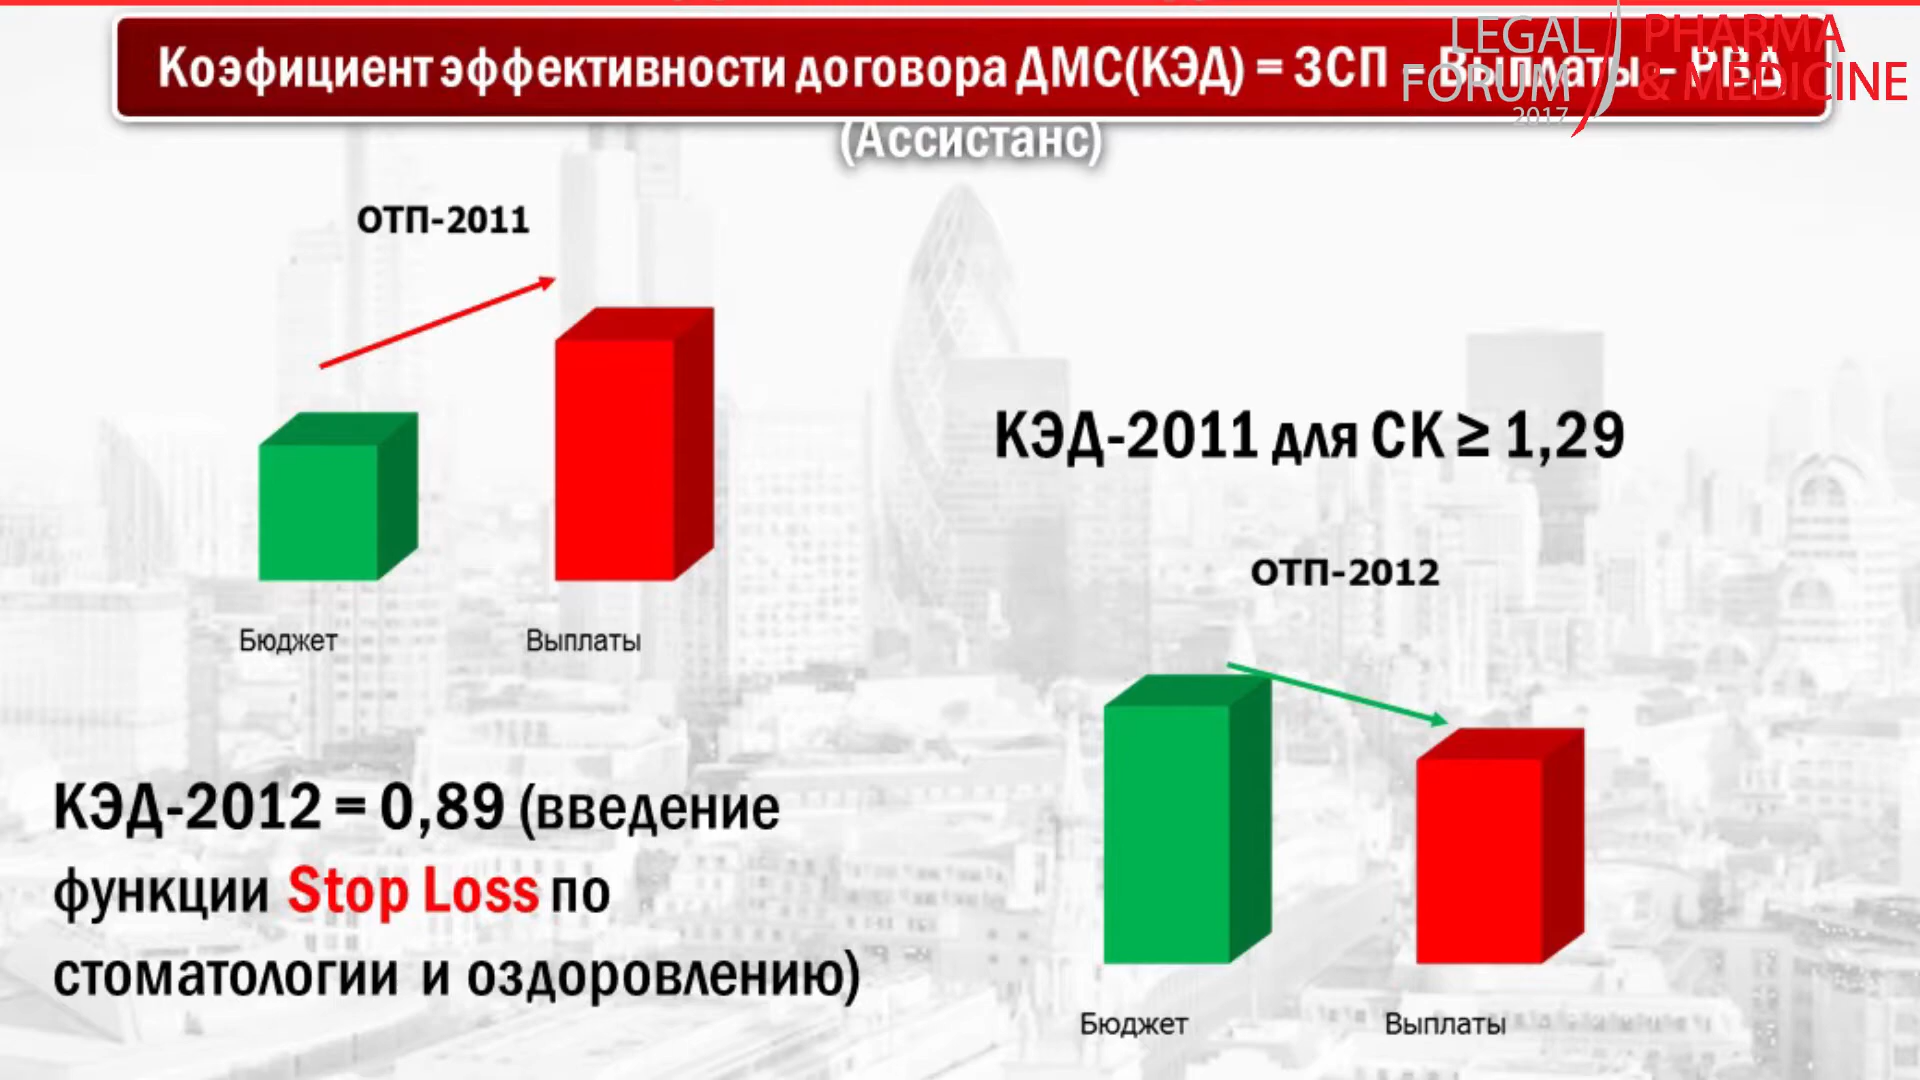 Коэфициент эффективности договора ДМС(КЭД) = ЗСП – Выплаты – РВД
(Ассистанс)
LEGAL
FORUM
2017
PHARMA
& MEDICINE
ОТП-2011
Бюджет Выплаты
КЭД-2011 для СК ≥ 1,29
ОТП-2012
КЭД-2012 = 0,89 (введение
функции Stop Loss по
стоматологии и оздоровлению)
Бюджет Выплаты